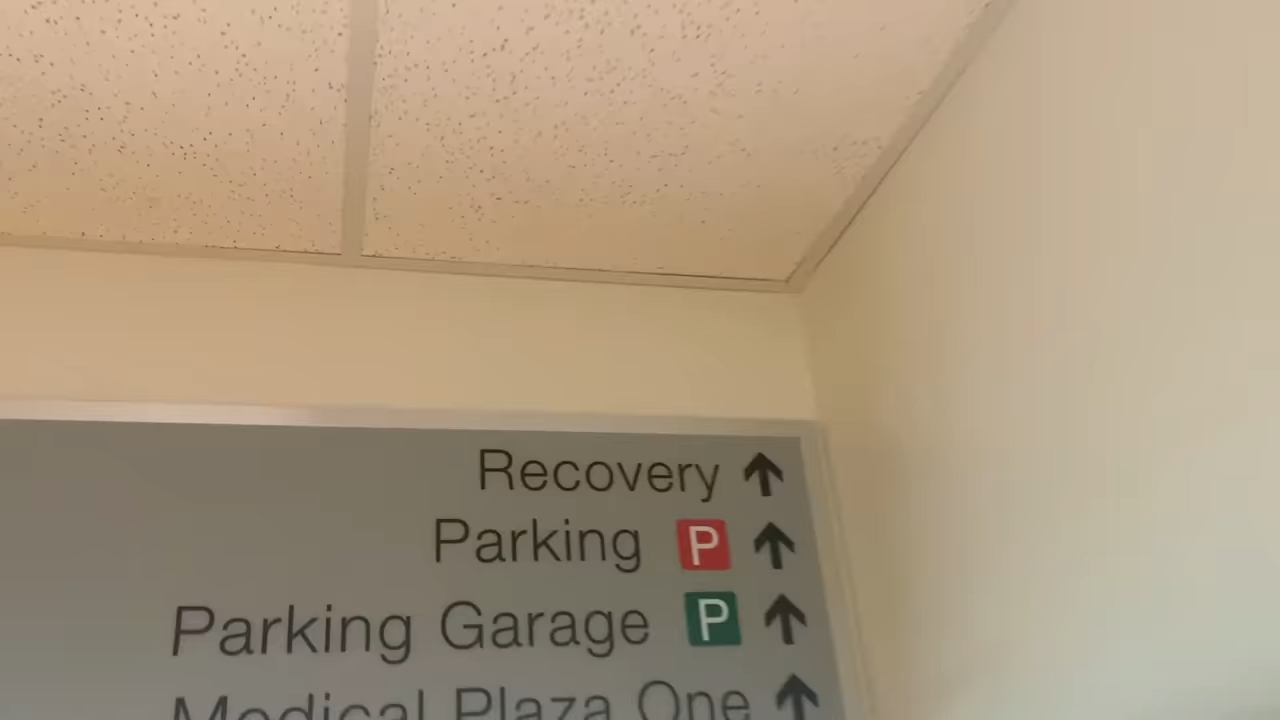 Recovery ↑
Parking P ↑
Parking Garage P ↑
Medical Plaza One ↑